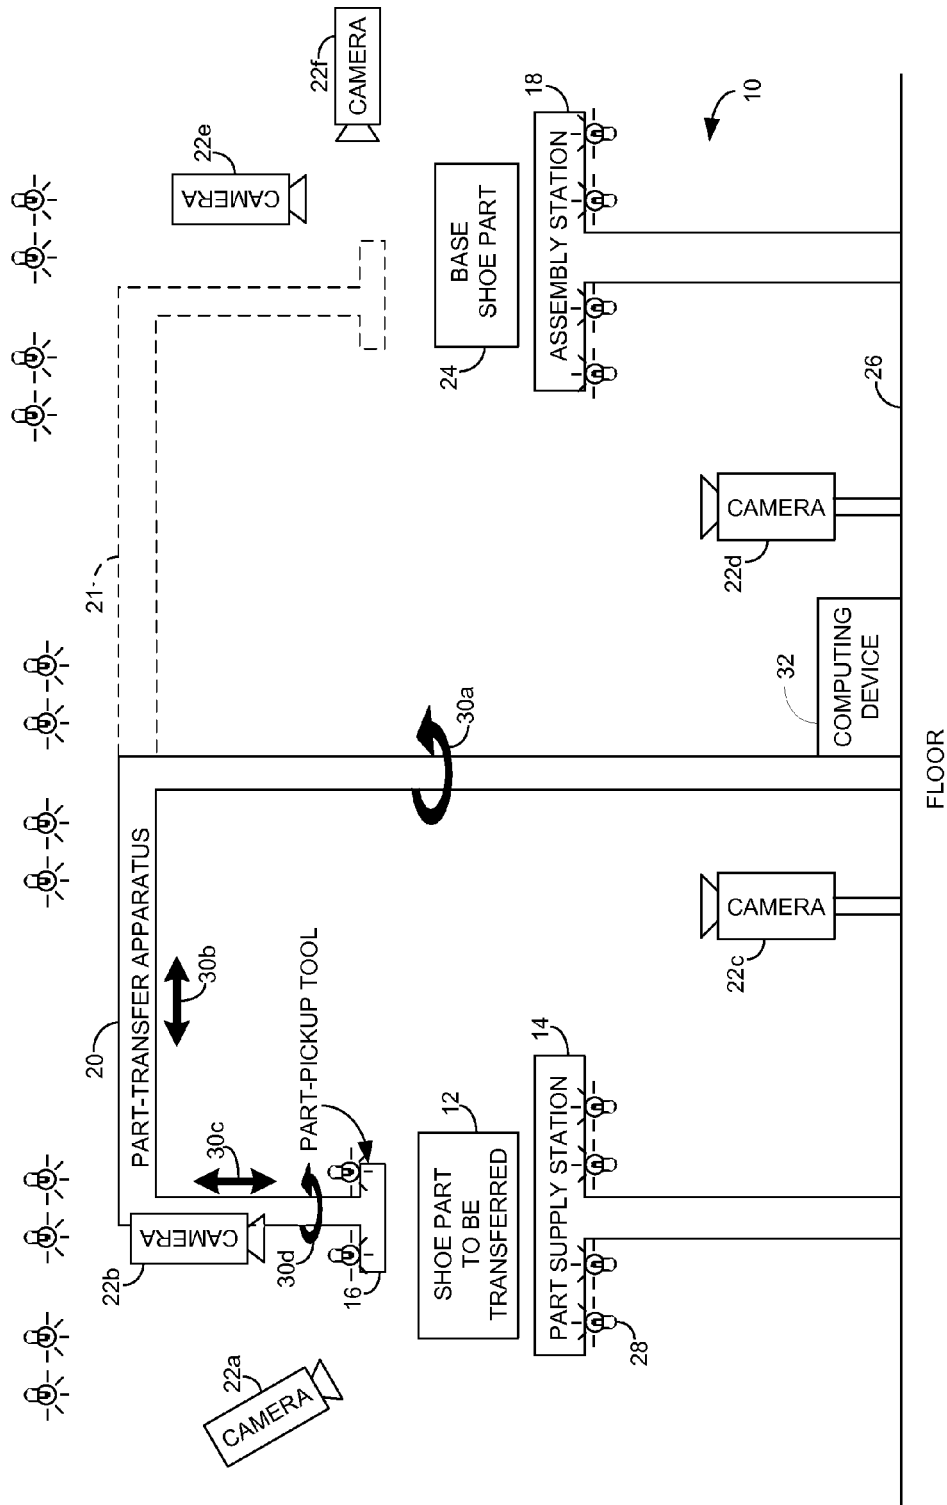 22a
CAMERA
22b
CAMERA
20
PART-TRANSFER APPARATUS
30b
30c
30d
16
PART-PICKUP TOOL
12
SHOE PART
TO BE
TRANSFERRED
14
PART SUPPLY STATION
28
22c
CAMERA
30a
32
COMPUTING
DEVICE
22d
CAMERA
21
22e
CAMERA
22f
CAMERA
24
BASE
SHOE PART
18
ASSEMBLY STATION
10
26
FLOOR